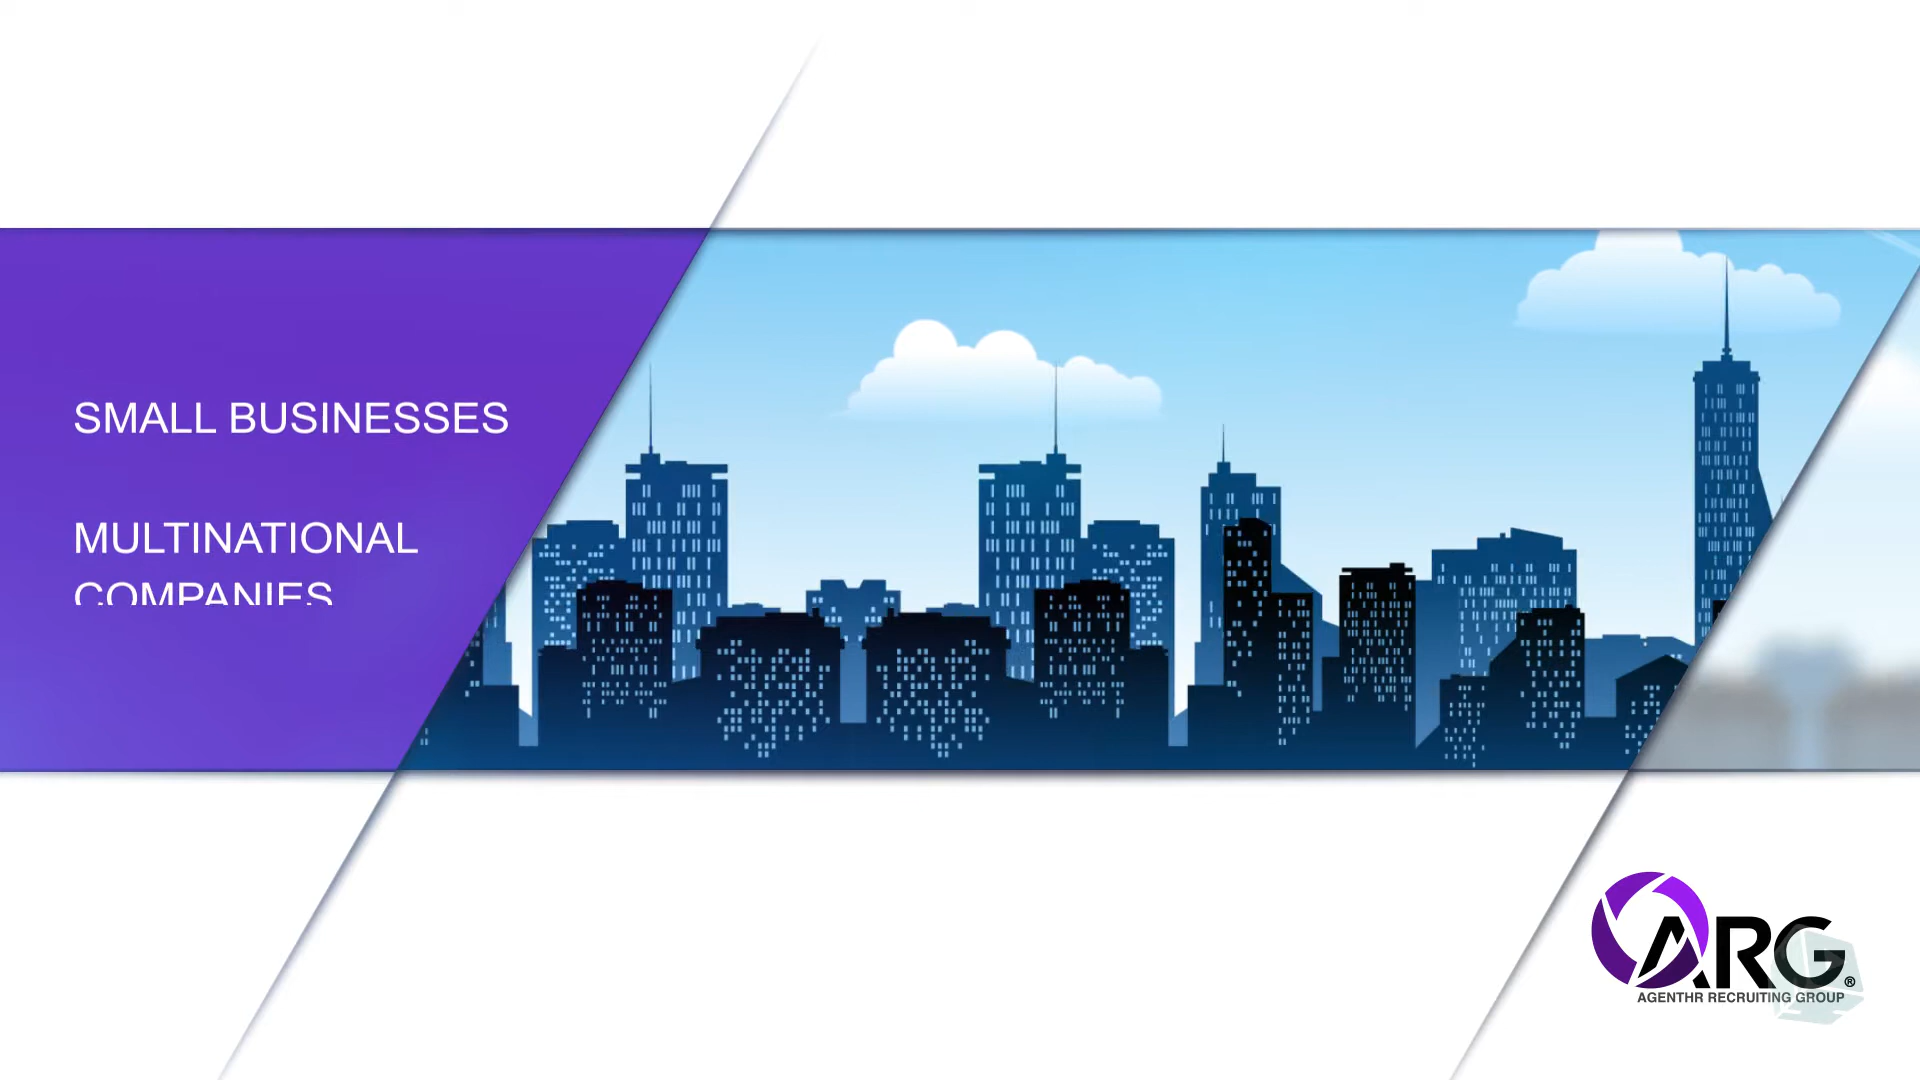 SMALL BUSINESSES
MULTINATIONAL
COMPANIES
ARG®
AGENTHR RECRUITING GROUP